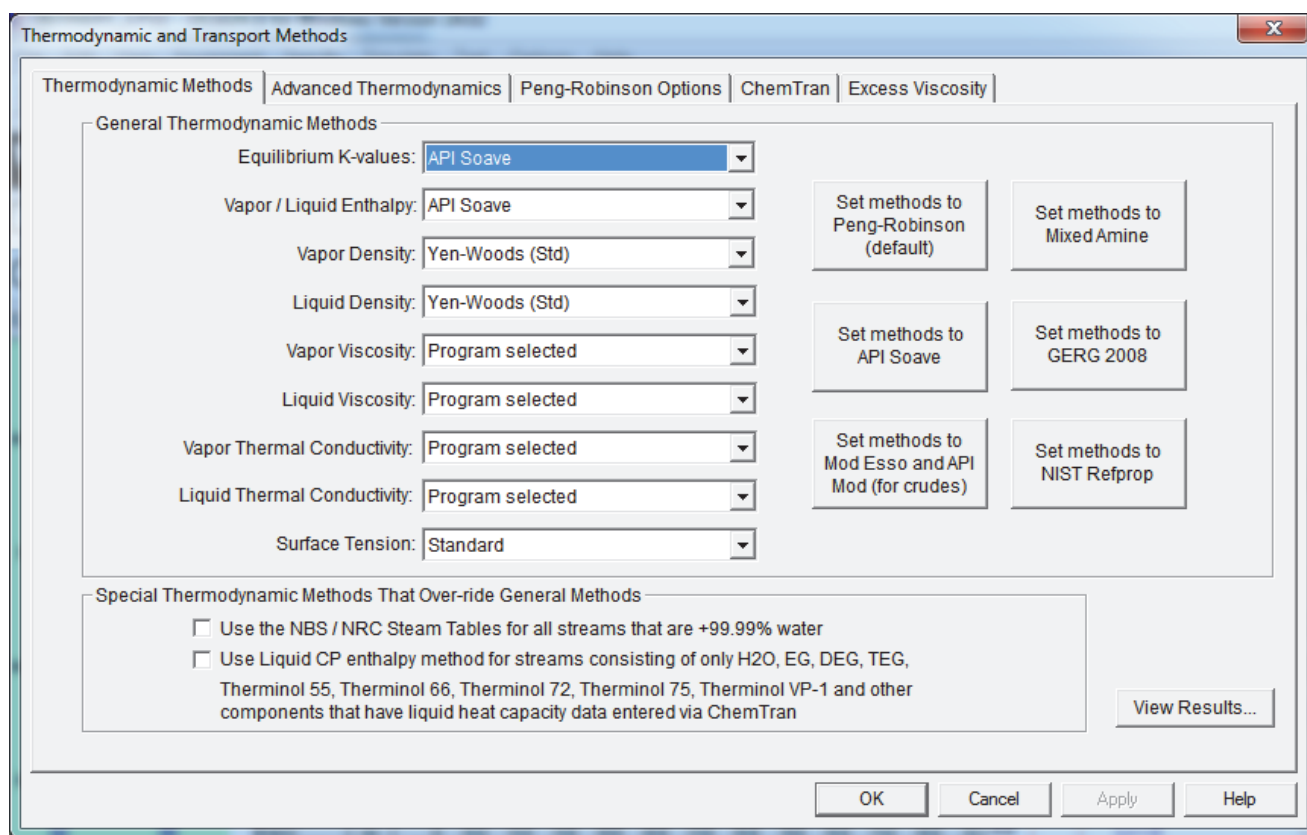 Thermodynamic and Transport Methods
Thermodynamic Methods
Advanced Thermodynamics
Peng-Robinson Options
ChemTran
Excess Viscosity
General Thermodynamic Methods
Equilibrium K-values: API Soave
Vapor / Liquid Enthalpy: API Soave
Vapor Density: Yen-Woods (Std)
Liquid Density: Yen-Woods (Std)
Vapor Viscosity: Program selected
Liquid Viscosity: Program selected
Vapor Thermal Conductivity: Program selected
Liquid Thermal Conductivity: Program selected
Surface Tension: Standard
Set methods to
Peng-Robinson
(default)
Set methods to
Mixed Amine
Set methods to
API Soave
Set methods to
GERG 2008
Set methods to
Mod Esso and API
Mod (for crudes)
Set methods to
NIST Refprop
Special Thermodynamic Methods That Over-ride General Methods
Use the NBS / NRC Steam Tables for all streams that are +99.99% water
Use Liquid CP enthalpy method for streams consisting of only H2O, EG, DEG, TEG,
Therminol 55, Therminol 66, Therminol 72, Therminol 75, Therminol VP-1 and other
components that have liquid heat capacity data entered via ChemTran
View Results...
OK
Cancel
Apply
Help